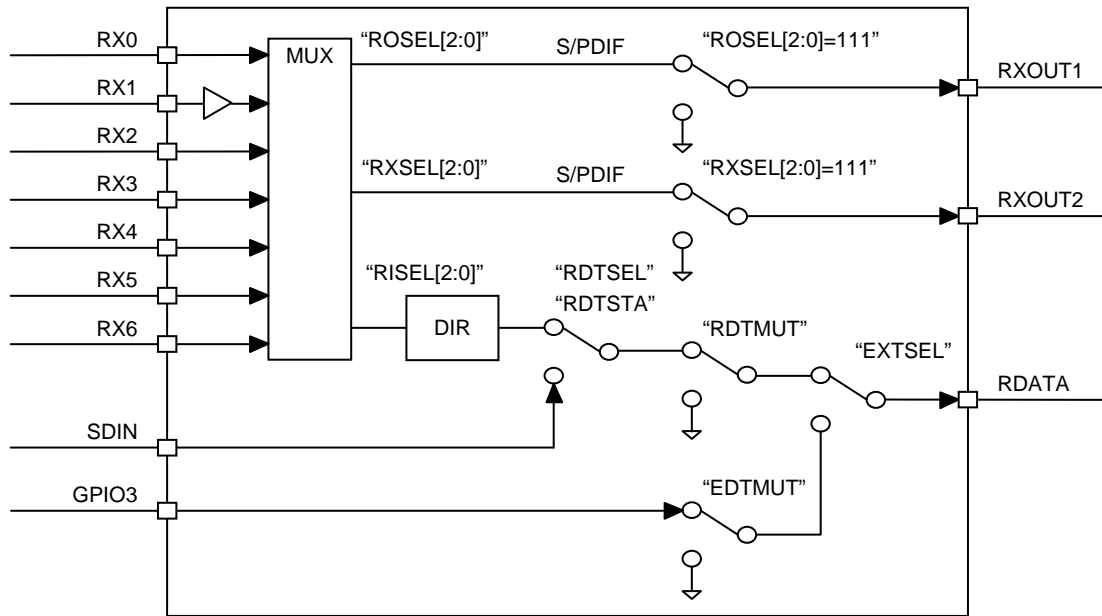 RX0
RX1
RX2
RX3
RX4
RX5
RX6
SDIN
GPIO3
MUX
“ROSEL[2:0]”
S/PDIF
“ROSEL[2:0]=111”
RXOUT1
“RXSEL[2:0]”
S/PDIF
“RXSEL[2:0]=111”
RXOUT2
“RISEL[2:0]”
DIR
“RDTSEL”
“RDTSTA”
“RDTMUT”
“EXTSEL”
RDATA
“EDTMUT”